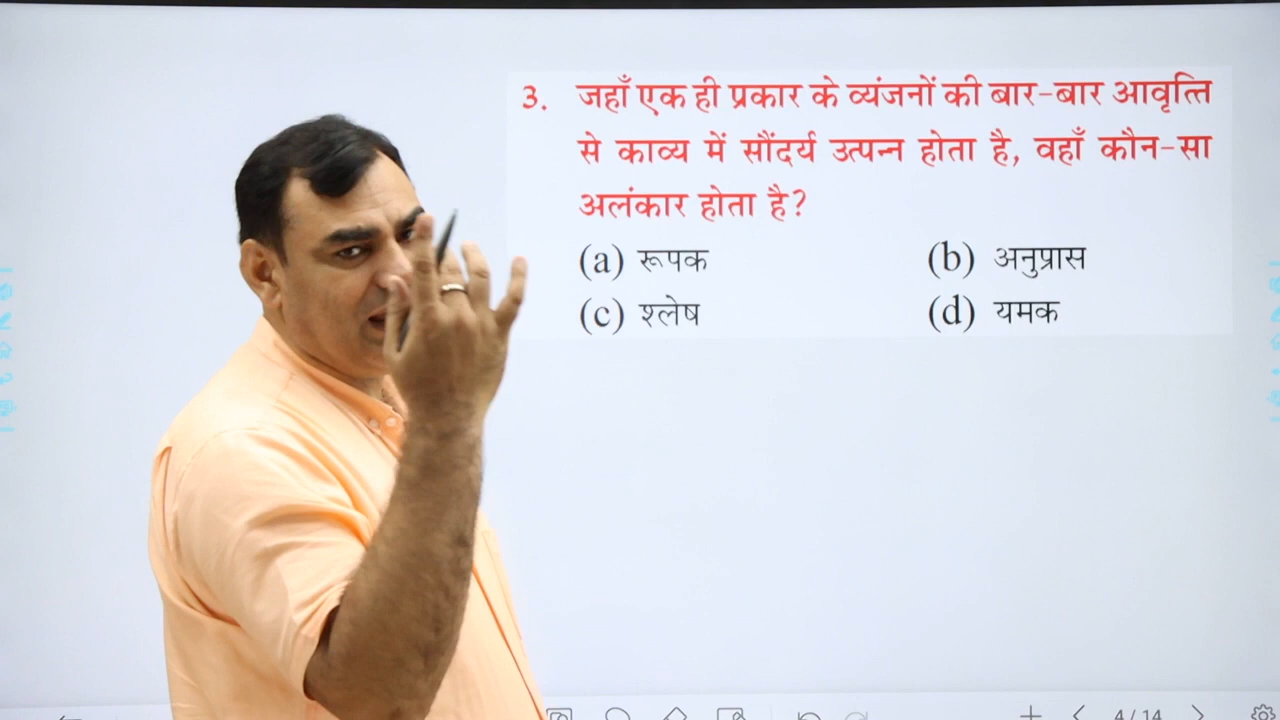 3. जहाँ एक ही प्रकार के व्यंजनों की बार-बार आवृत्ति
से काव्य में सौंदर्य उत्पन्न होता है, वहाँ कौन-सा
अलंकार होता है?
(a) रूपक (b) अनुप्रास
(c) श्लेष (d) यमक
4/14